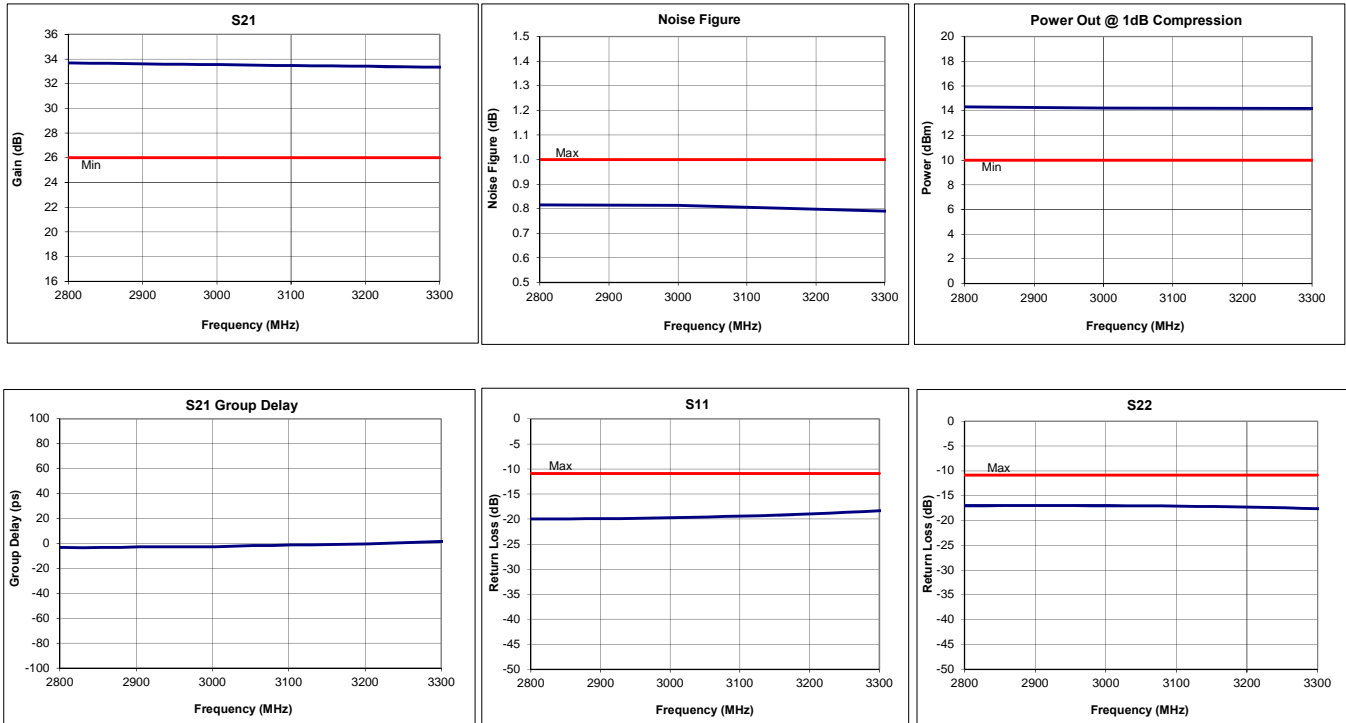 S21
36
34
32
30
28
26
24
22
20
18
16
Gain (dB)
Min
2800 2900 3000 3100 3200 3300
Frequency (MHz)
Noise Figure
1.5
1.4
1.3
1.2
1.1
1.0
0.9
0.8
0.7
0.6
0.5
Noise Figure (dB)
Max
2800 2900 3000 3100 3200 3300
Frequency (MHz)
Power Out @ 1dB Compression
20
18
16
14
12
10
8
6
4
2
0
Power (dBm)
Min
2800 2900 3000 3100 3200 3300
Frequency (MHz)
S21 Group Delay
100
80
60
40
20
0
-20
-40
-60
-80
-100
Group Delay (ps)
2800 2900 3000 3100 3200 3300
Frequency (MHz)
S11
0
-5
-10
-15
-20
-25
-30
-35
-40
-45
-50
Return Loss (dB)
Max
2800 2900 3000 3100 3200 3300
Frequency (MHz)
S22
0
-5
-10
-15
-20
-25
-30
-35
-40
-45
-50
Return Loss (dB)
Max
2800 2900 3000 3100 3200 3300
Frequency (MHz)